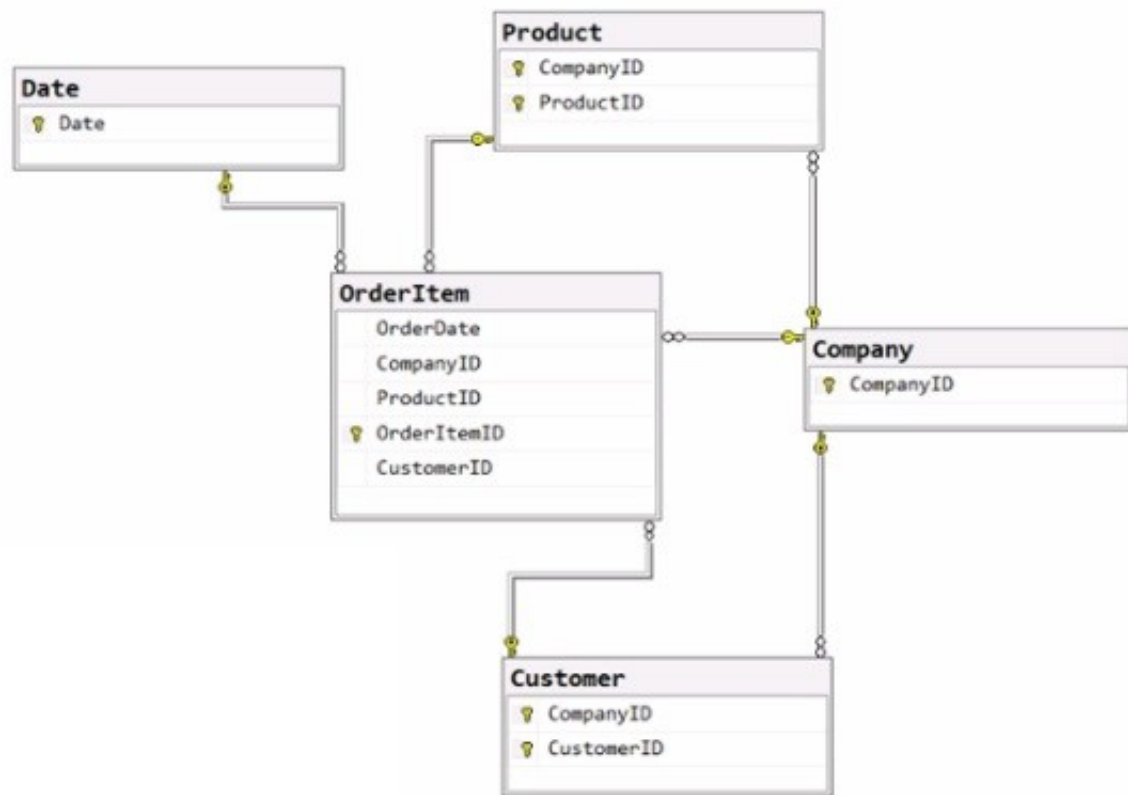 Product
CompanyID
ProductID
Date
Date
OrderItem
OrderDate
CompanyID
ProductID
OrderItemID
CustomerID
Company
CompanyID
Customer
CompanyID
CustomerID